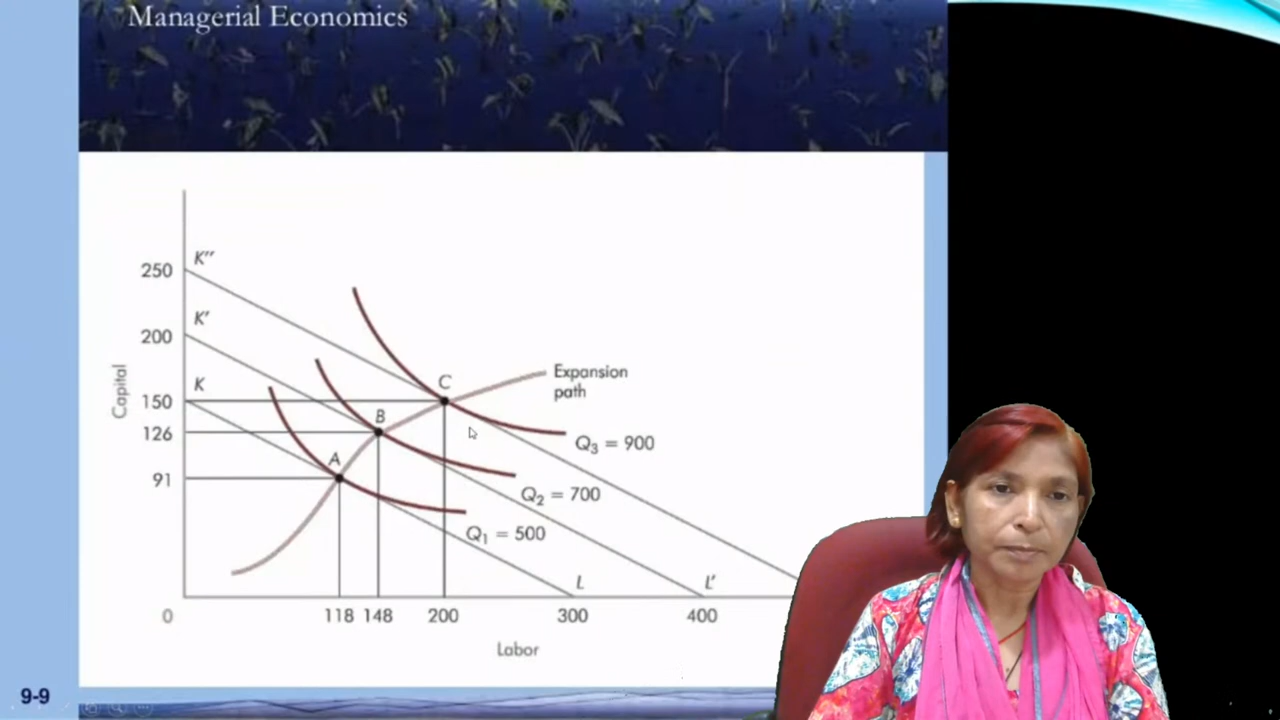 Managerial Economics
K″
250
K′
200
K
C
Expansion
path
Capital
150
B
126
Q₃ = 900
A
91
Q₂ = 700
Q₁ = 500
L
L′
0
118
148
200
300
400
Labor
9-9